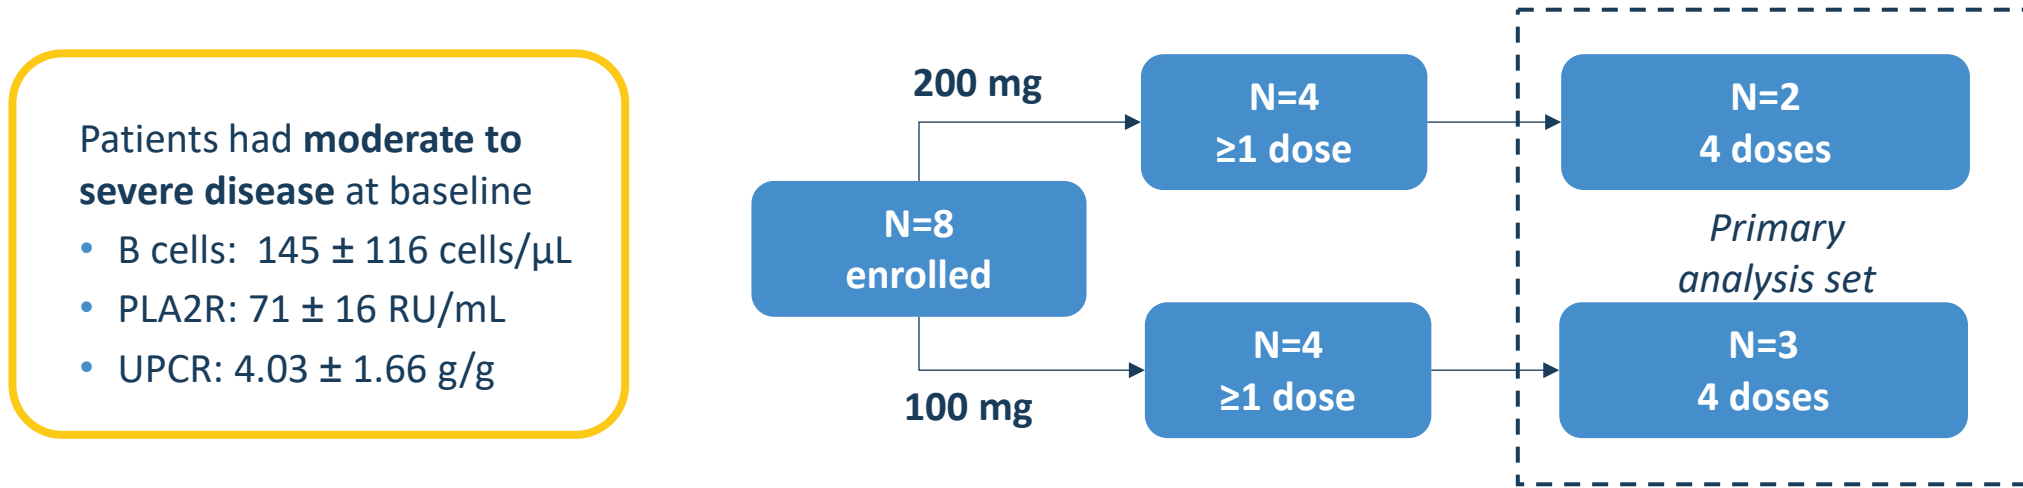 Patients had moderate to
severe disease at baseline
• B cells:  145 ± 116 cells/µL
• PLA2R: 71 ± 16 RU/mL
• UPCR: 4.03 ± 1.66 g/g
N=8
enrolled
200 mg
N=4
≥1 dose
N=2
4 doses
Primary
analysis set
100 mg
N=4
≥1 dose
N=3
4 doses